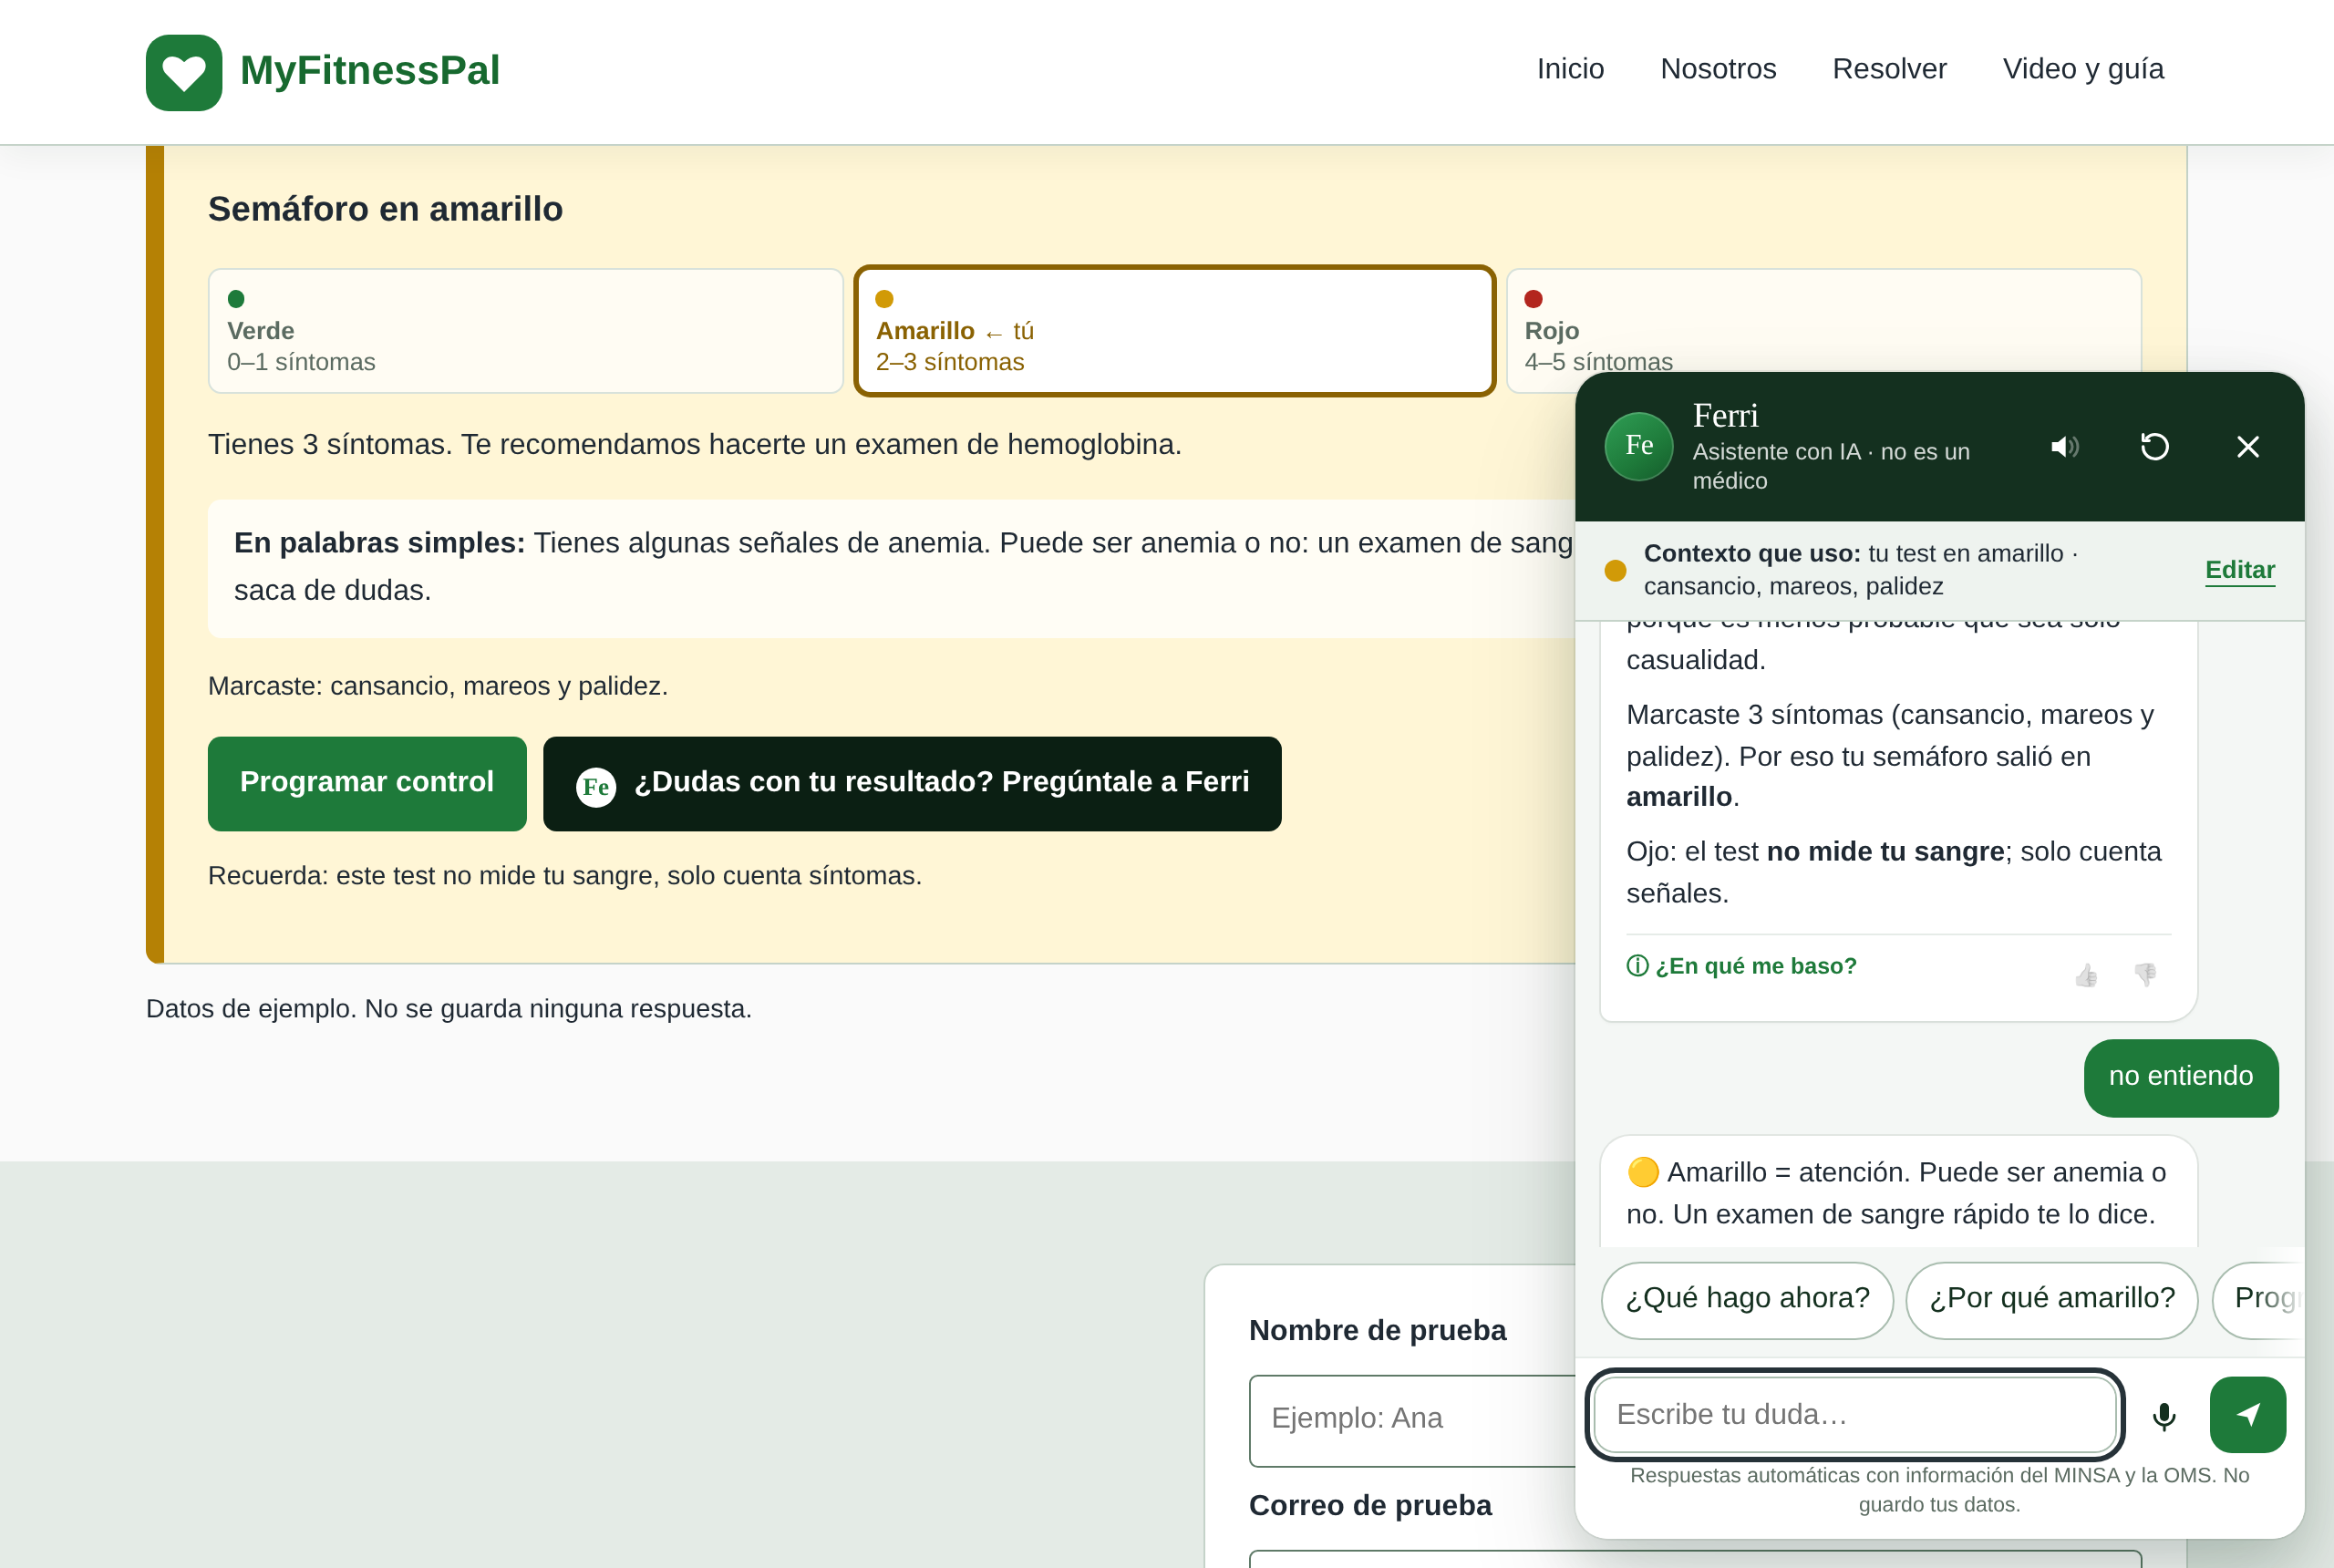 MyFitnessPal
Inicio
Nosotros
Resolver
Video y guía
Semáforo en amarillo
Verde
0–1 síntomas
Amarillo ← tú
2–3 síntomas
Rojo
4–5 síntomas
Tienes 3 síntomas. Te recomendamos hacerte un examen de hemoglobina.
En palabras simples: Tienes algunas señales de anemia. Puede ser anemia o no: un examen de sang
saca de dudas.
Marcaste: cansancio, mareos y palidez.
Programar control
Fe ¿Dudas con tu resultado? Pregúntale a Ferri
Recuerda: este test no mide tu sangre, solo cuenta síntomas.
Datos de ejemplo. No se guarda ninguna respuesta.
Nombre de prueba
Ejemplo: Ana
Correo de prueba
Fe
Ferri
Asistente con IA · no es un
médico
Contexto que uso: tu test en amarillo ·
cansancio, mareos, palidez
Editar
porque es menos probable que sea solo
casualidad.
Marcaste 3 síntomas (cansancio, mareos y
palidez). Por eso tu semáforo salió en
amarillo.
Ojo: el test no mide tu sangre; solo cuenta
señales.
¿En qué me baso?
no entiendo
🟡 Amarillo = atención. Puede ser anemia o
no. Un examen de sangre rápido te lo dice.
¿Qué hago ahora?
¿Por qué amarillo?
Progr
Escribe tu duda…
Respuestas automáticas con información del MINSA y la OMS. No
guardo tus datos.